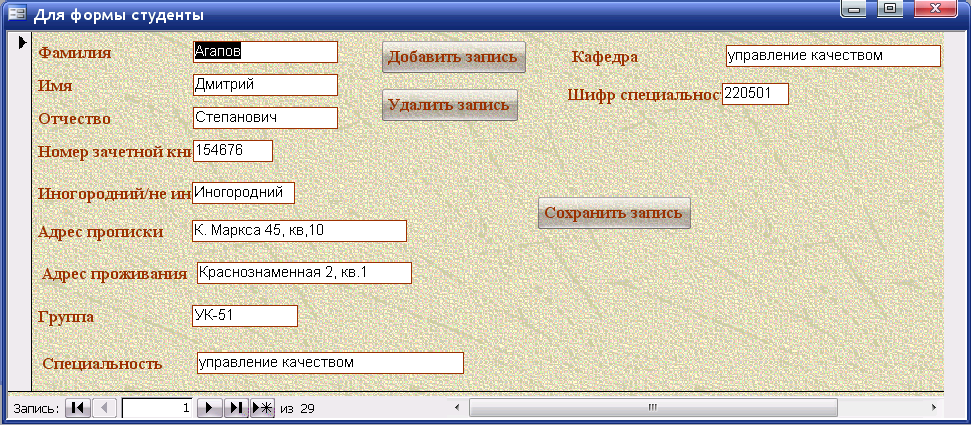 Для формы студенты
Фамилия Агапов Добавить запись Кафедра управление качеством
Имя Дмитрий Удалить запись Шифр специальнос 220501
Отчество Степанович
Номер зачетной кни 154676
Иногородний/не ин Иногородний Сохранить запись
Адрес прописки К. Маркса 45, кв,10
Адрес проживания Краснознаменная 2, кв.1
Группа УК-51
Специальность управление качеством
Запись: 1 из 29